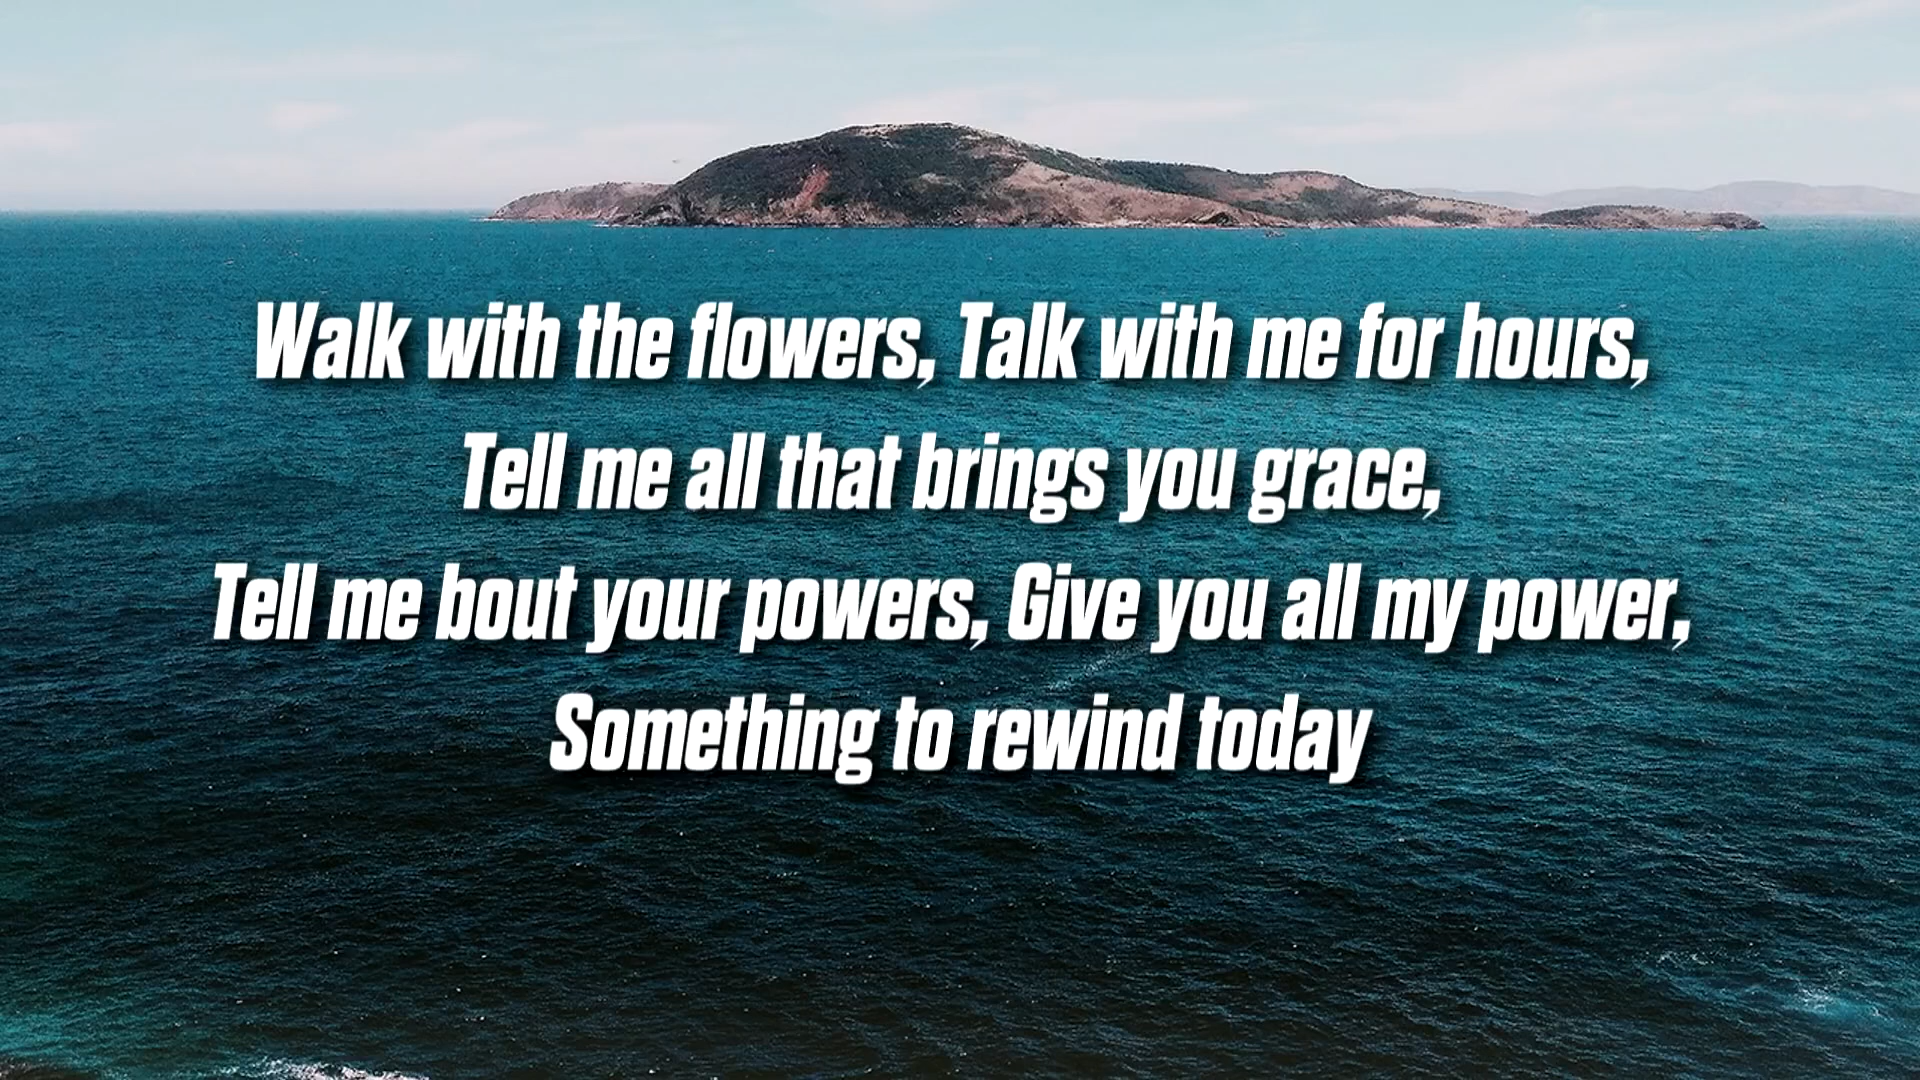 Walk with the flowers, Talk with me for hours,
Tell me all that brings you grace,
Tell me bout your powers, Give you all my power,
Something to rewind today